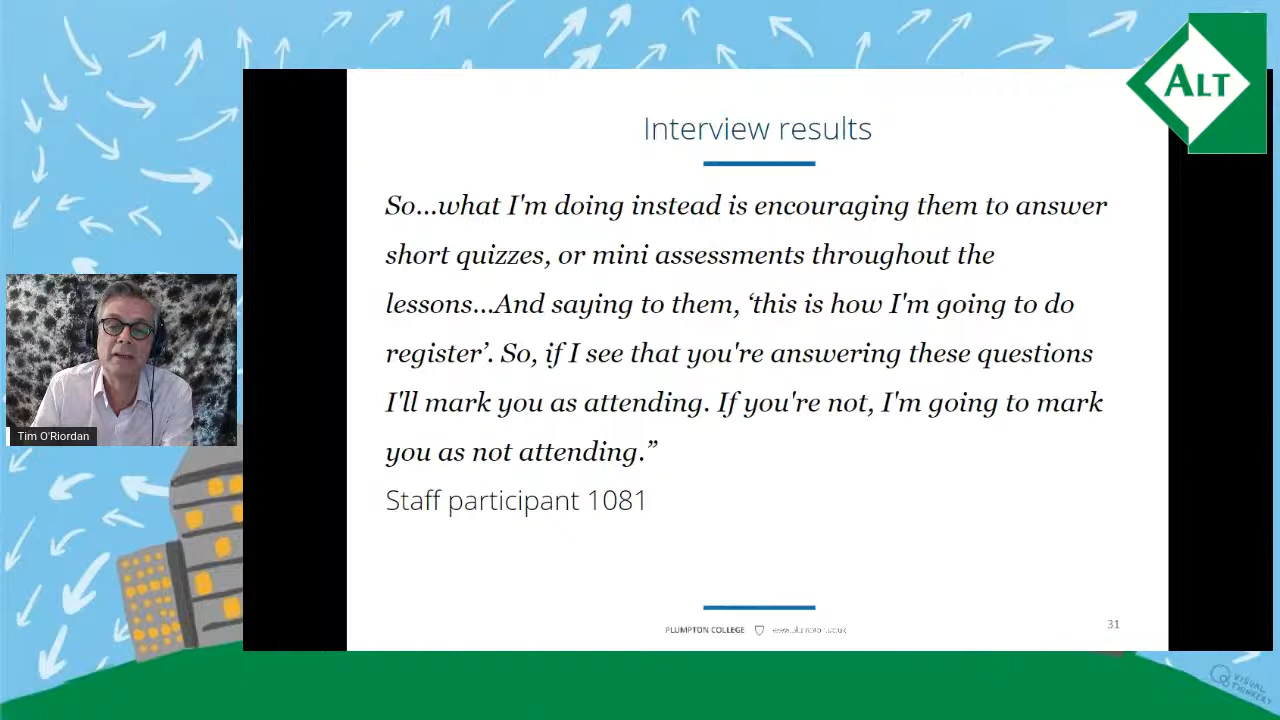 ALT
Interview results
So...what I'm doing instead is encouraging them to answer
short quizzes, or mini assessments throughout the
lessons...And saying to them, ‘this is how I'm going to do
register’. So, if I see that you're answering these questions
I'll mark you as attending. If you're not, I'm going to mark
you as not attending.”
Staff participant 1081
Tim O'Riordan
PLUMPTON COLLEGE
31
VISUAL
THINKERY